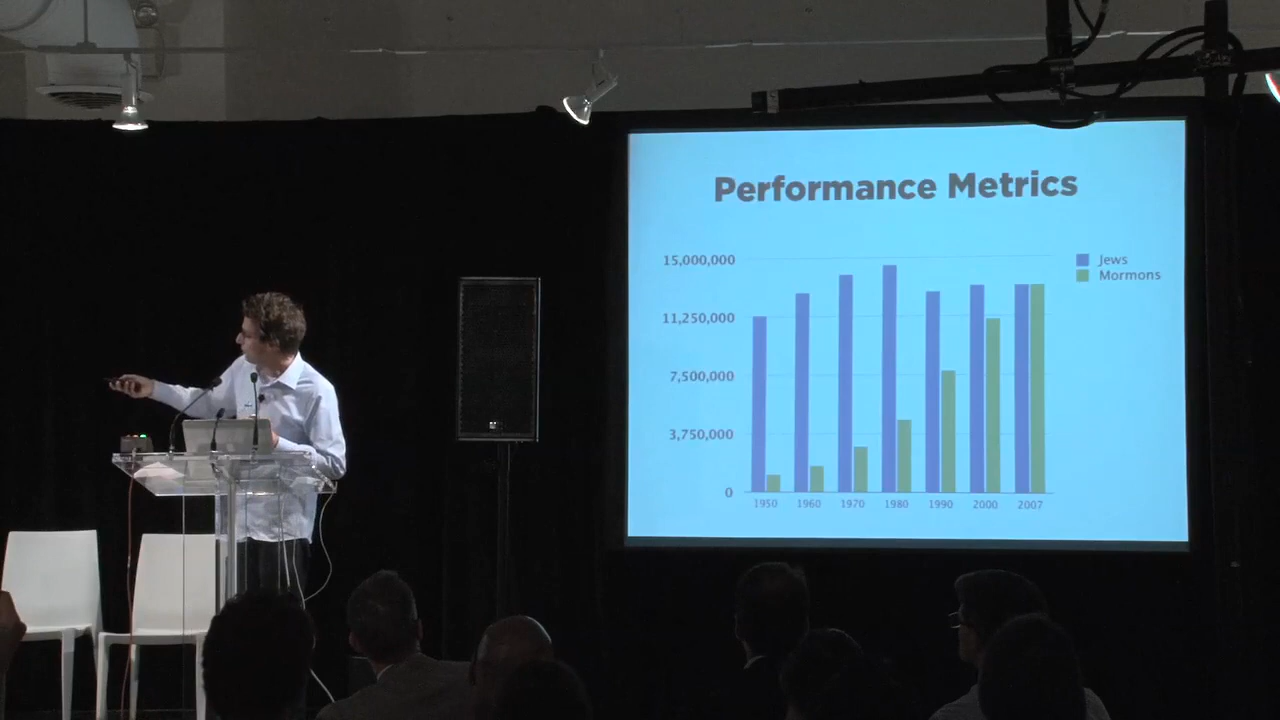 Performance Metrics
15,000,000
11,250,000
7,500,000
3,750,000
0
1950 1960 1970 1980 1990 2000 2007
Jews
Mormons